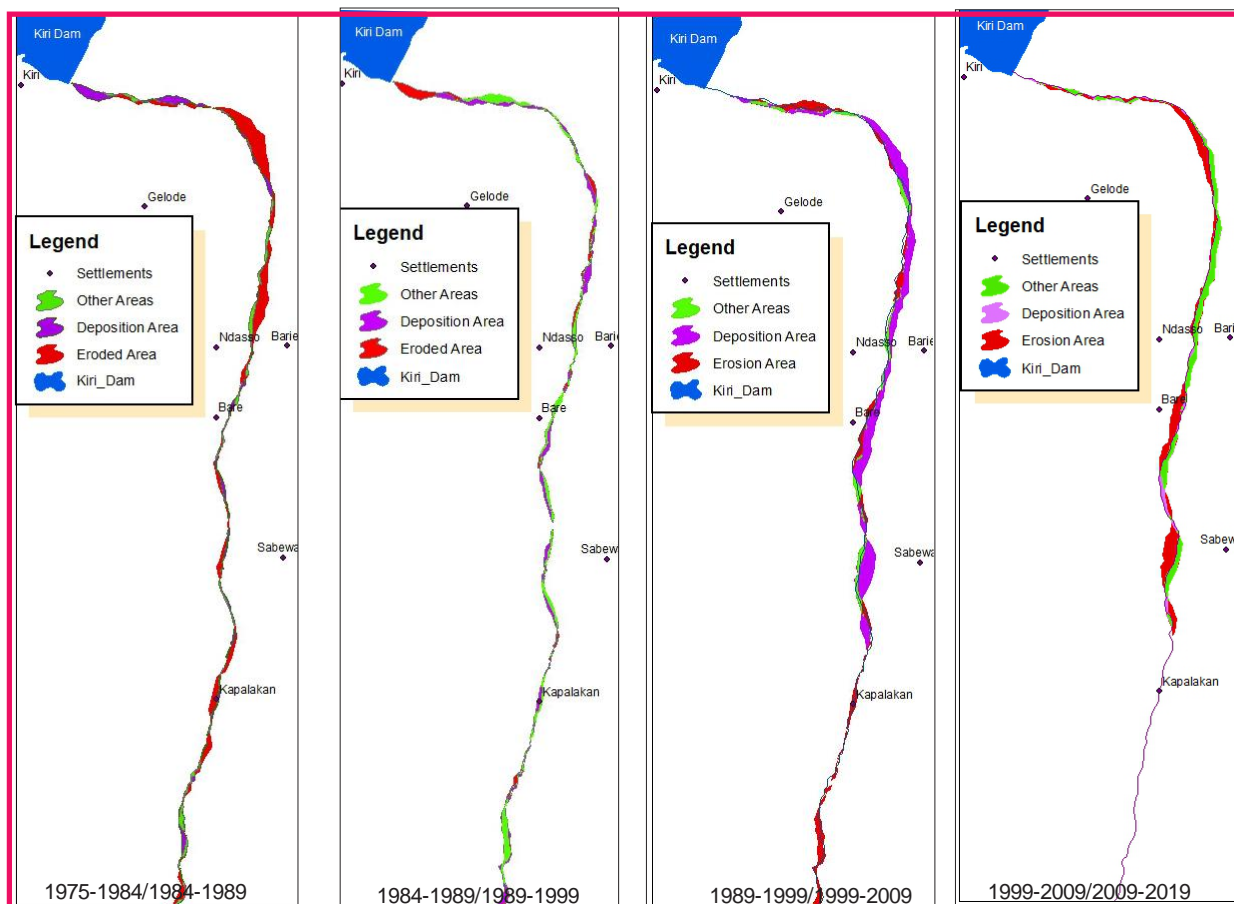 Kiri Dam
Kiri
Gelode
Legend
Settlements
Other Areas
Deposition Area
Eroded Area
Kiri_Dam
Ndasso
Barie
Bare
Sabewa
Kapalakan
1975-1984/1984-1989
Kiri Dam
Kiri
Gelode
Legend
Settlements
Other Areas
Deposition Area
Eroded Area
Kiri_Dam
Ndasso
Barie
Bare
Sabewa
Kapalakan
1984-1989/1989-1999
Kiri Dam
Kiri
Gelode
Legend
Settlements
Other Areas
Deposition Area
Erosion Area
Kiri_Dam
Ndasso
Barie
Bare
Sabewa
Kapalakan
1989-1999/1999-2009
Kiri Dam
Kiri
Gelode
Legend
Settlements
Other Areas
Deposition Area
Erosion Area
Kiri_Dam
Ndasso
Barie
Bare
Sabew
Kapalakan
1999-2009/2009-2019